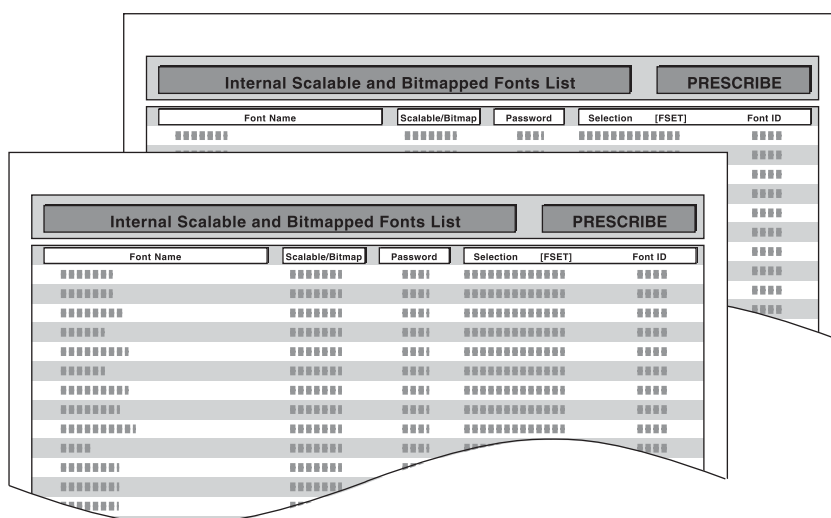 Internal Scalable and Bitmapped Fonts List PRESCRIBE
Font Name Scalable/Bitmap Password Selection [FSET] Font ID
Internal Scalable and Bitmapped Fonts List PRESCRIBE
Font Name Scalable/Bitmap Password Selection [FSET] Font ID